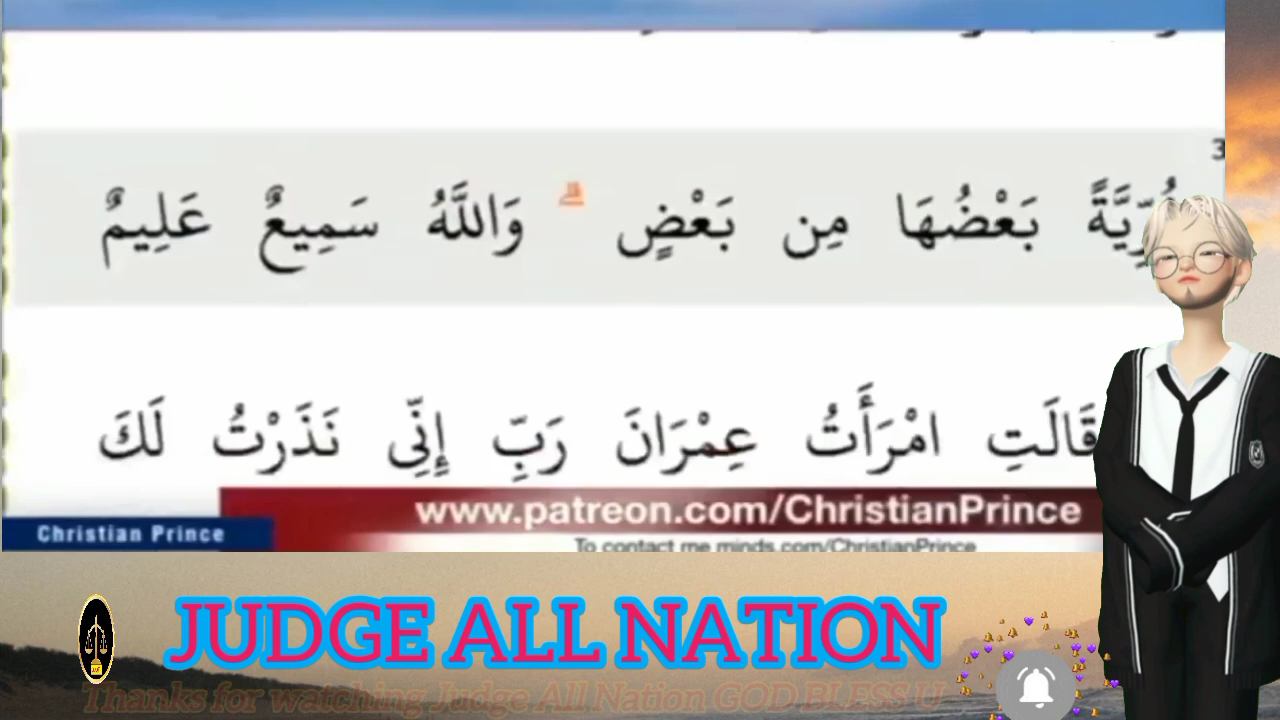 3
ذُرِّيَّةً بَعْضُهَا مِن بَعْضٍ ۗ وَاللَّهُ سَمِيعٌ عَلِيمٌ
قَالَتِ امْرَأَتُ عِمْرَانَ رَبِّ إِنِّي نَذَرْتُ لَكَ
www.patreon.com/ChristianPrince
Christian Prince
To contact me minds.com/ChristianPrince
JUDGE ALL NATION
Thanks for watching Judge All Nation GOD BLESS U